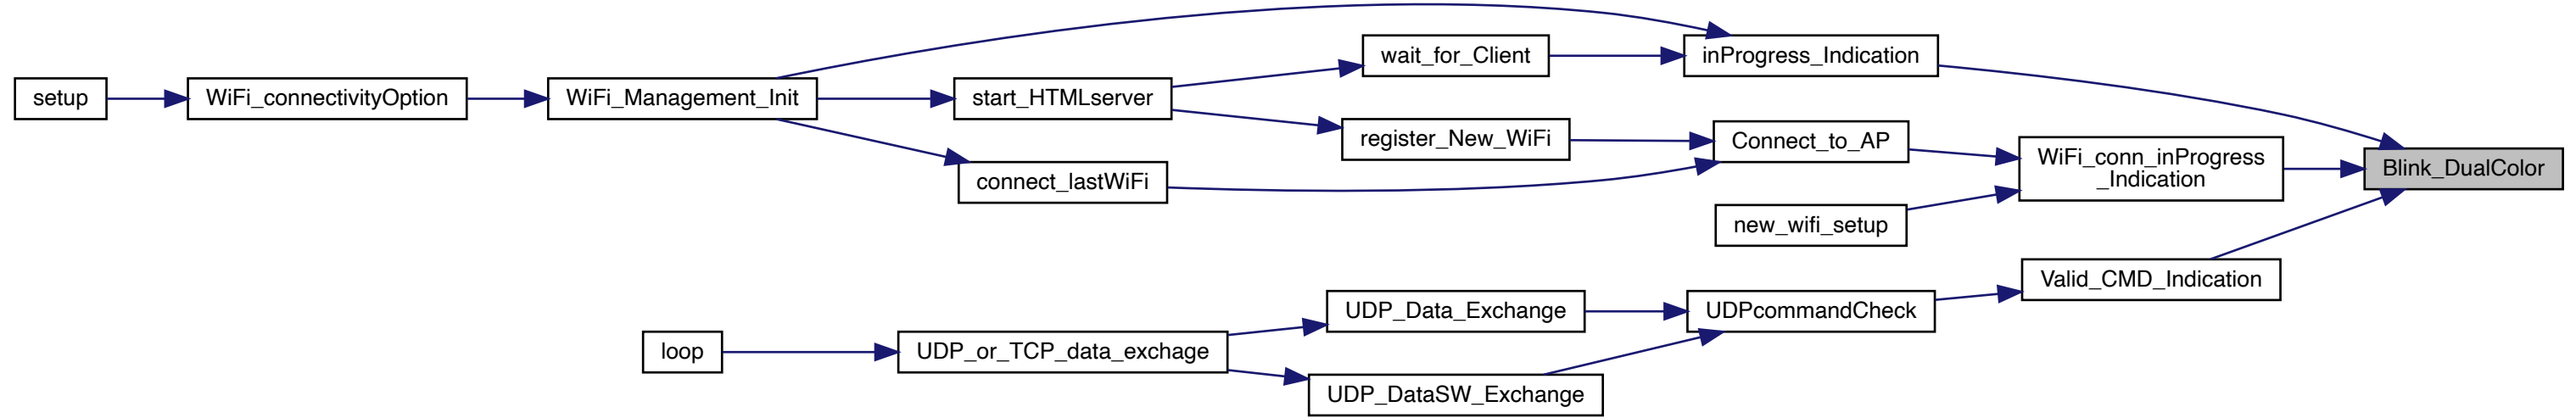 setup
WiFi_connectivityOption
WiFi_Management_Init
start_HTMLserver
wait_for_Client
inProgress_Indication
register_New_WiFi
connect_lastWiFi
Connect_to_AP
WiFi_conn_inProgress
_Indication
Blink_DualColor
new_wifi_setup
Valid_CMD_Indication
loop
UDP_or_TCP_data_exchage
UDP_Data_Exchange
UDPcommandCheck
UDP_DataSW_Exchange